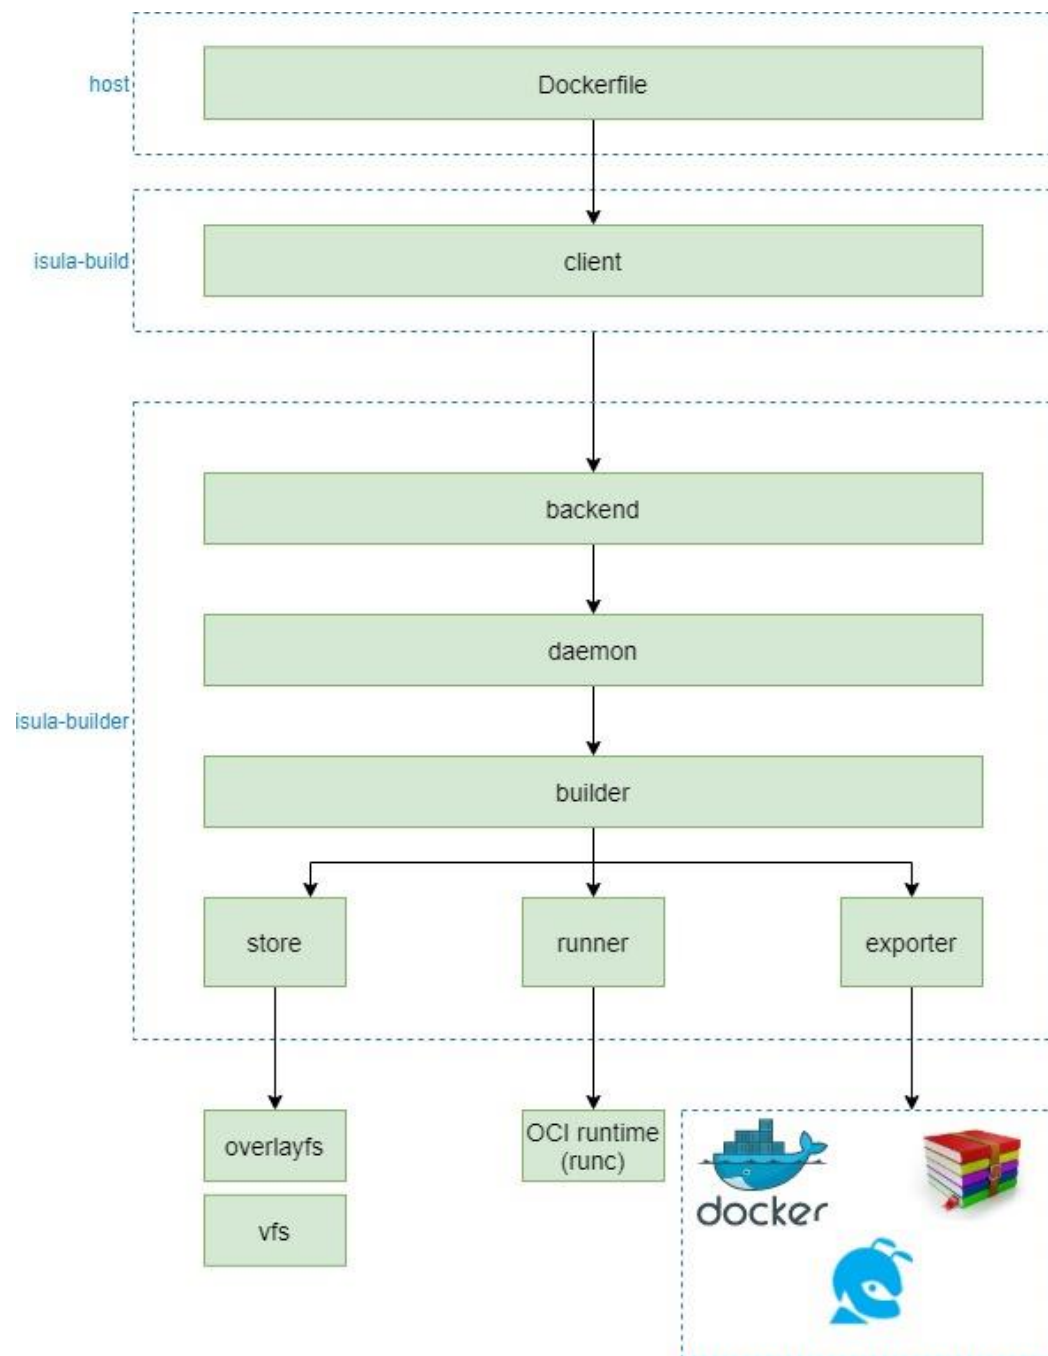 host
Dockerfile
isula-build
client
backend
daemon
isula-builder
builder
store
runner
exporter
overlayfs
OCI runtime
(runc)
docker
vfs